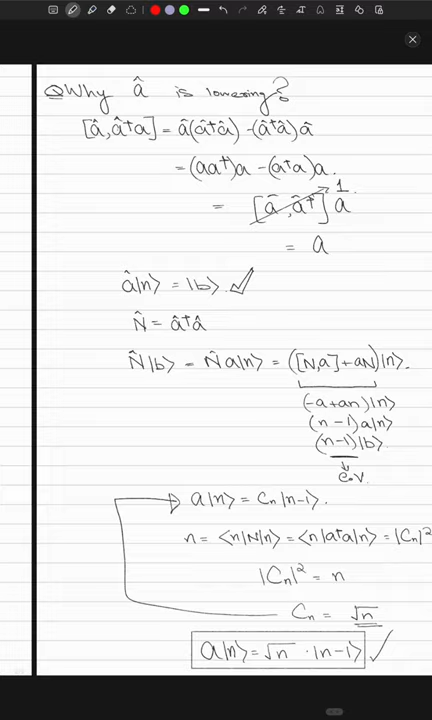 Q Why â is lowering?
[â, â†a] = â(â†â) - (â†â)â
= (aa†)a - (a†a)a.
= [â, â†] a 1
= a
â|n⟩ = |b⟩. ✓
N̂ = â†â
N̂|b⟩ = N̂ a|n⟩ = ([N,a] + aN)|n⟩.
(-a+an)|n⟩
(n-1)a|n⟩
(n-1)|b⟩.
e.v.
a|n⟩ = Cn|n-1⟩.
n = ⟨n|N|n⟩ = ⟨n|a†a|n⟩ = |Cn|²
|Cn|² = n
Cn = √n
a|n⟩ = √n · |n-1⟩ ✓